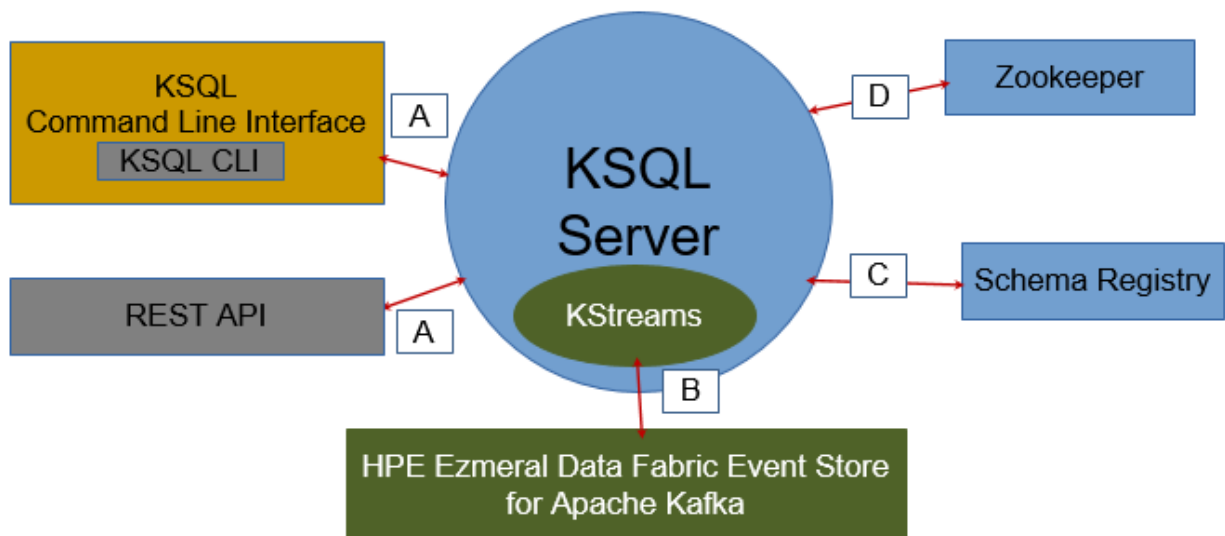 KSQL
Command Line Interface
KSQL CLI
A
REST API
A
KSQL
Server
KStreams
B
D
Zookeeper
C
Schema Registry
HPE Ezmeral Data Fabric Event Store
for Apache Kafka